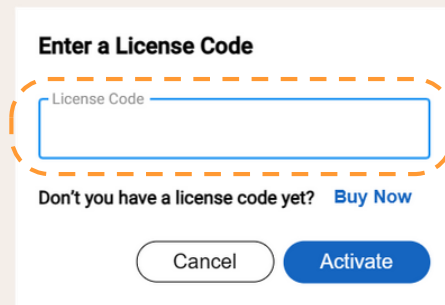 Enter a License Code
License Code
Don't you have a license code yet? Buy Now
Cancel Activate